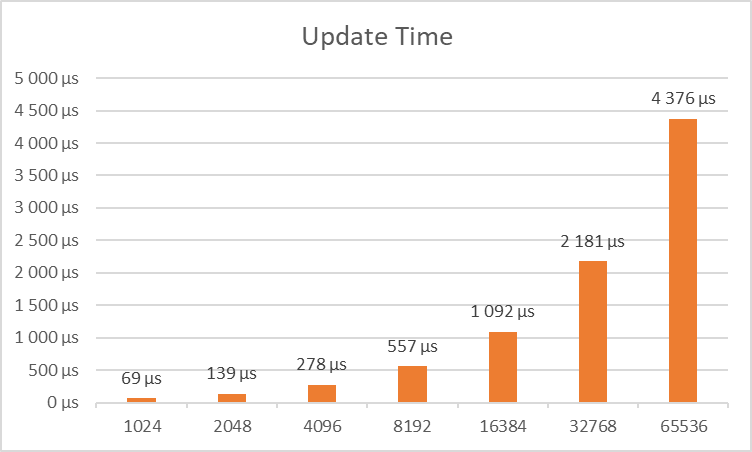 Update Time
5 000 µs
4 500 µs
4 000 µs
3 500 µs
3 000 µs
2 500 µs
2 000 µs
1 500 µs
1 000 µs
500 µs
0 µs
69 µs
139 µs
278 µs
557 µs
1 092 µs
2 181 µs
4 376 µs
1024
2048
4096
8192
16384
32768
65536